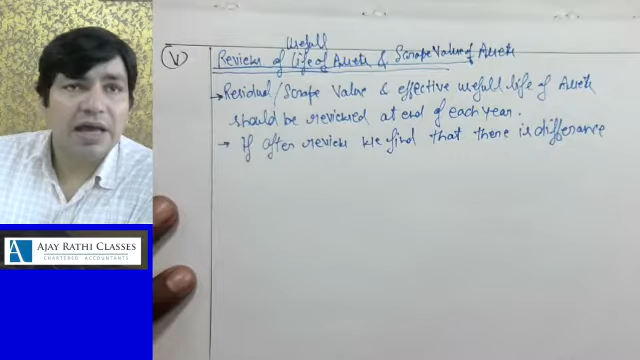 (V) Review of usefull Life of Assets & Scrape Value of Assets
→ Residual/Scrape Value & effective usefull life of Assets
should be reviewed at end of each year.
→ If after review we find that there is differance
AJAY RATHI CLASSES
CHARTERED ACCOUNTANTS